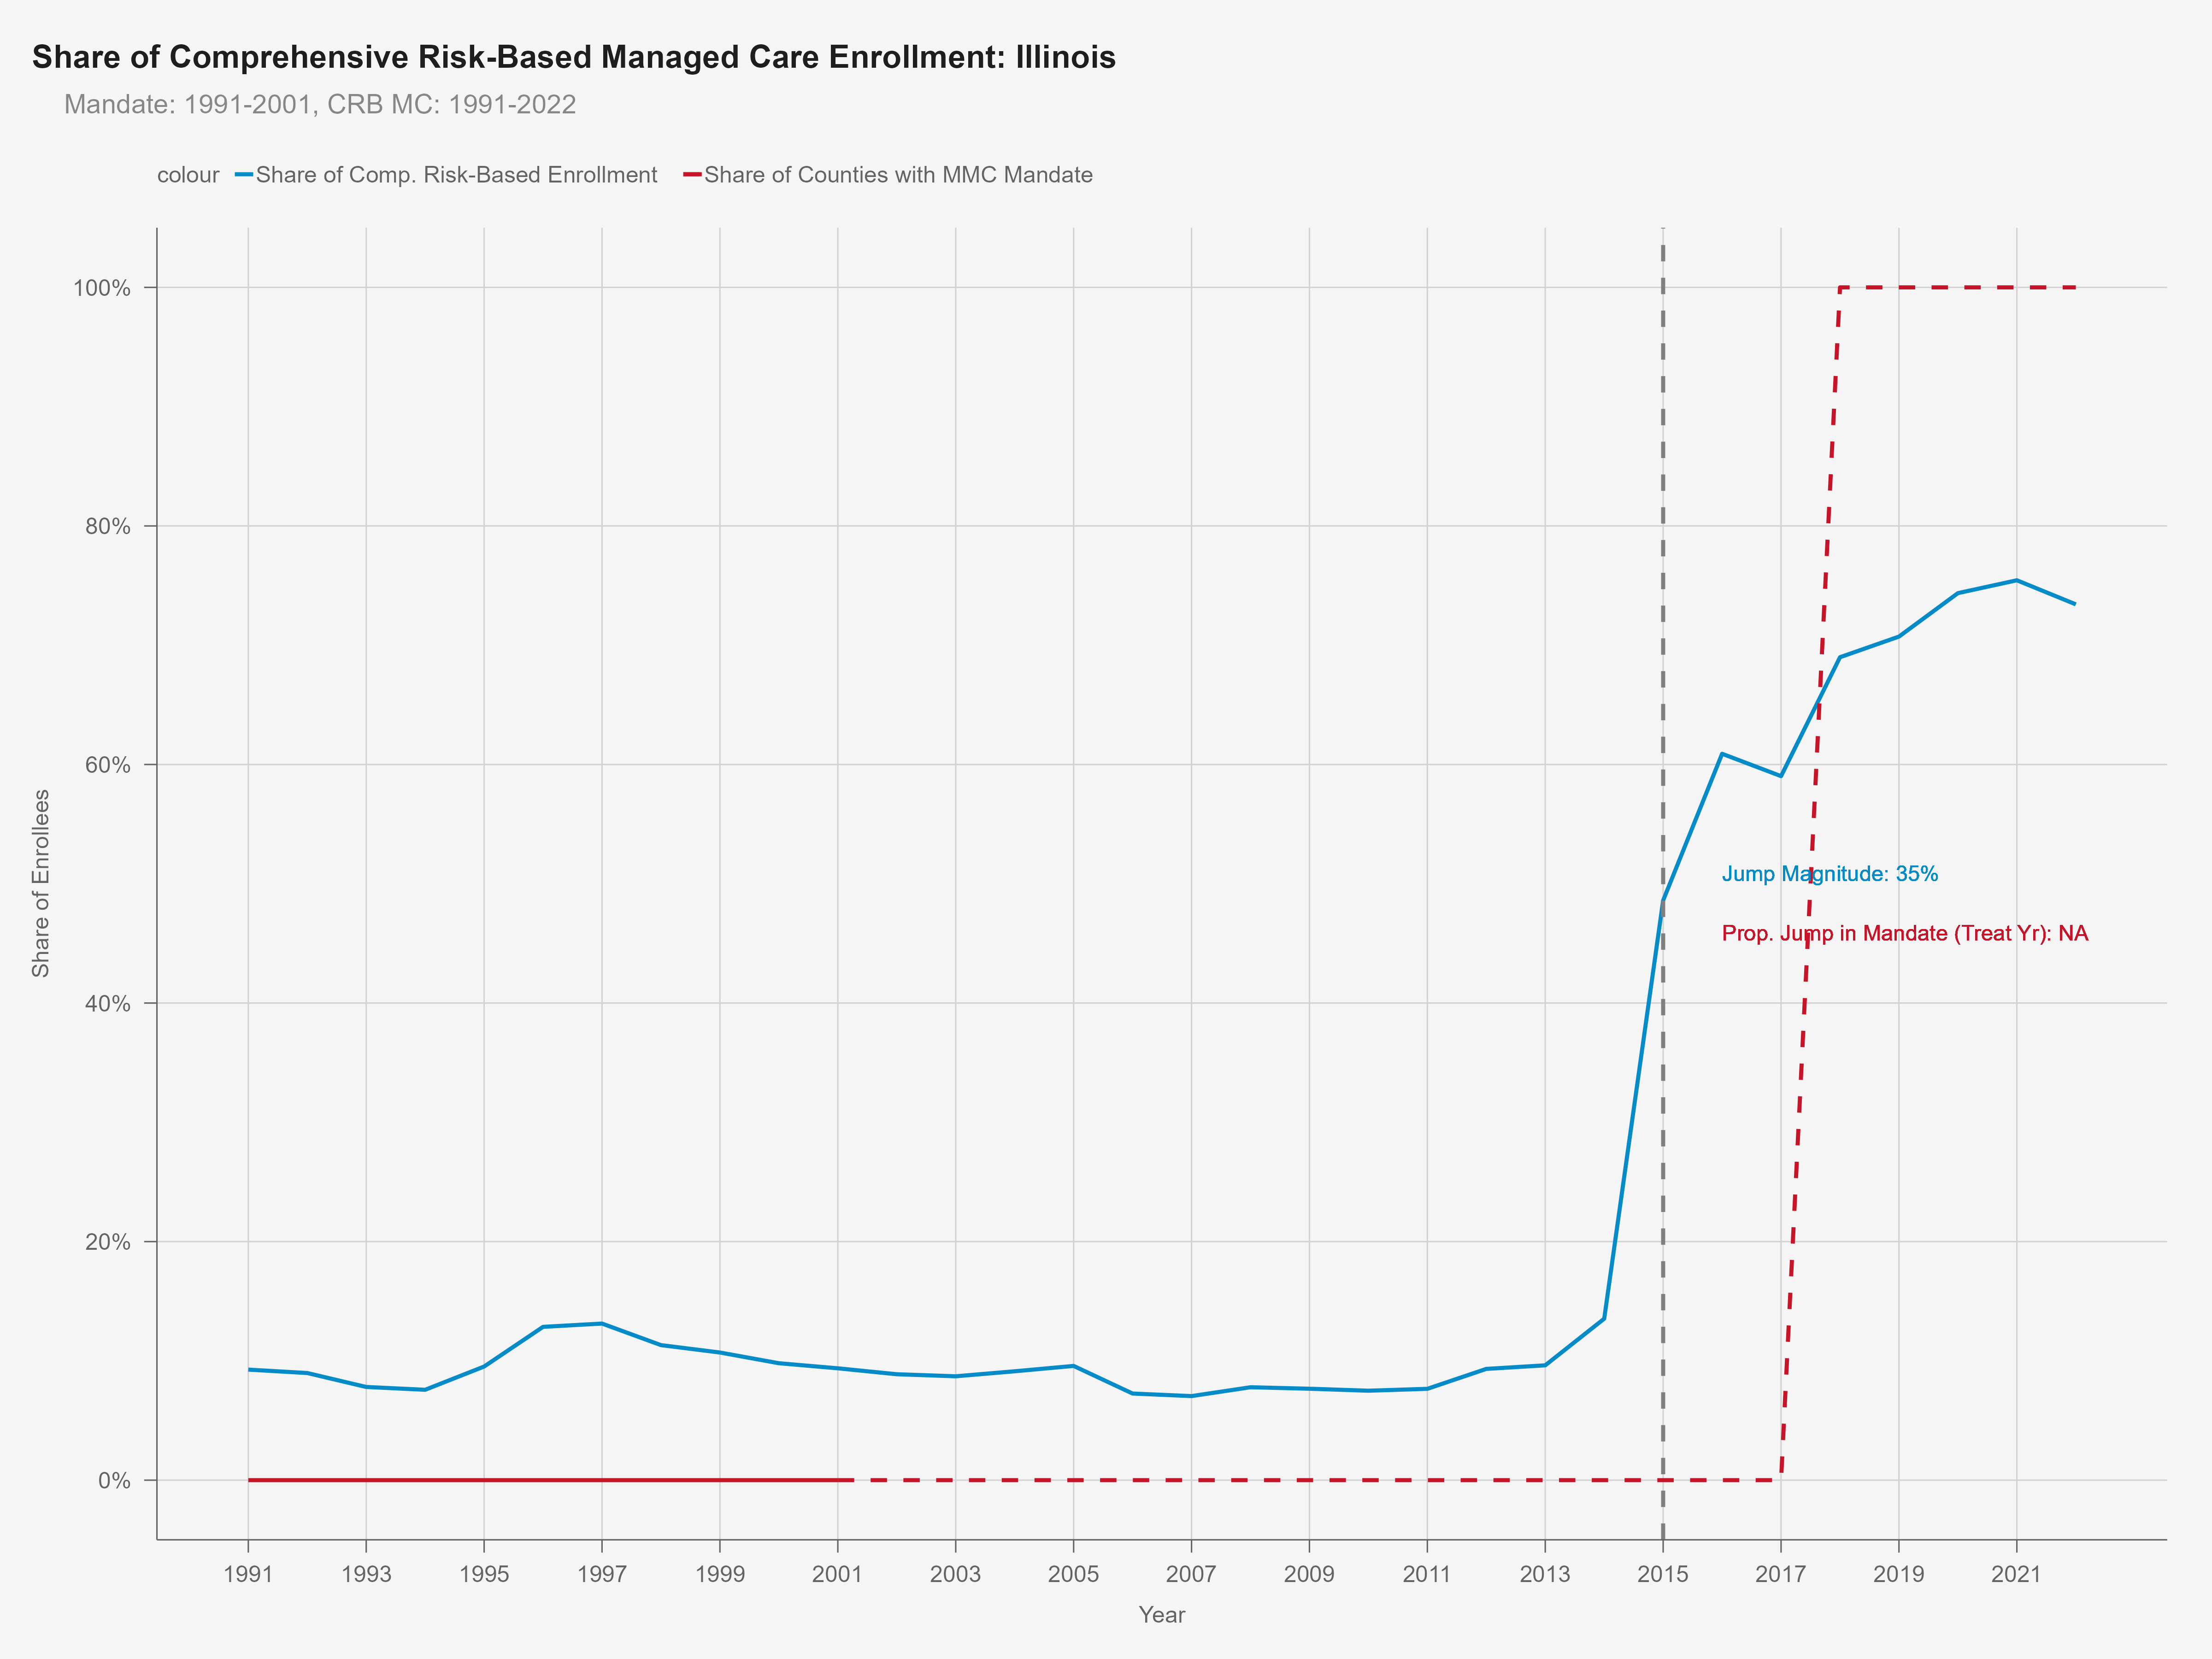 Share of Comprehensive Risk-Based Managed Care Enrollment: Illinois
Mandate: 1991-2001, CRB MC: 1991-2022
colour Share of Comp. Risk-Based Enrollment Share of Counties with MMC Mandate
100%
80%
60%
40%
20%
0%
Share of Enrollees
Jump Magnitude: 35%
Prop. Jump in Mandate (Treat Yr): NA
1991 1993 1995 1997 1999 2001 2003 2005 2007 2009 2011 2013 2015 2017 2019 2021
Year